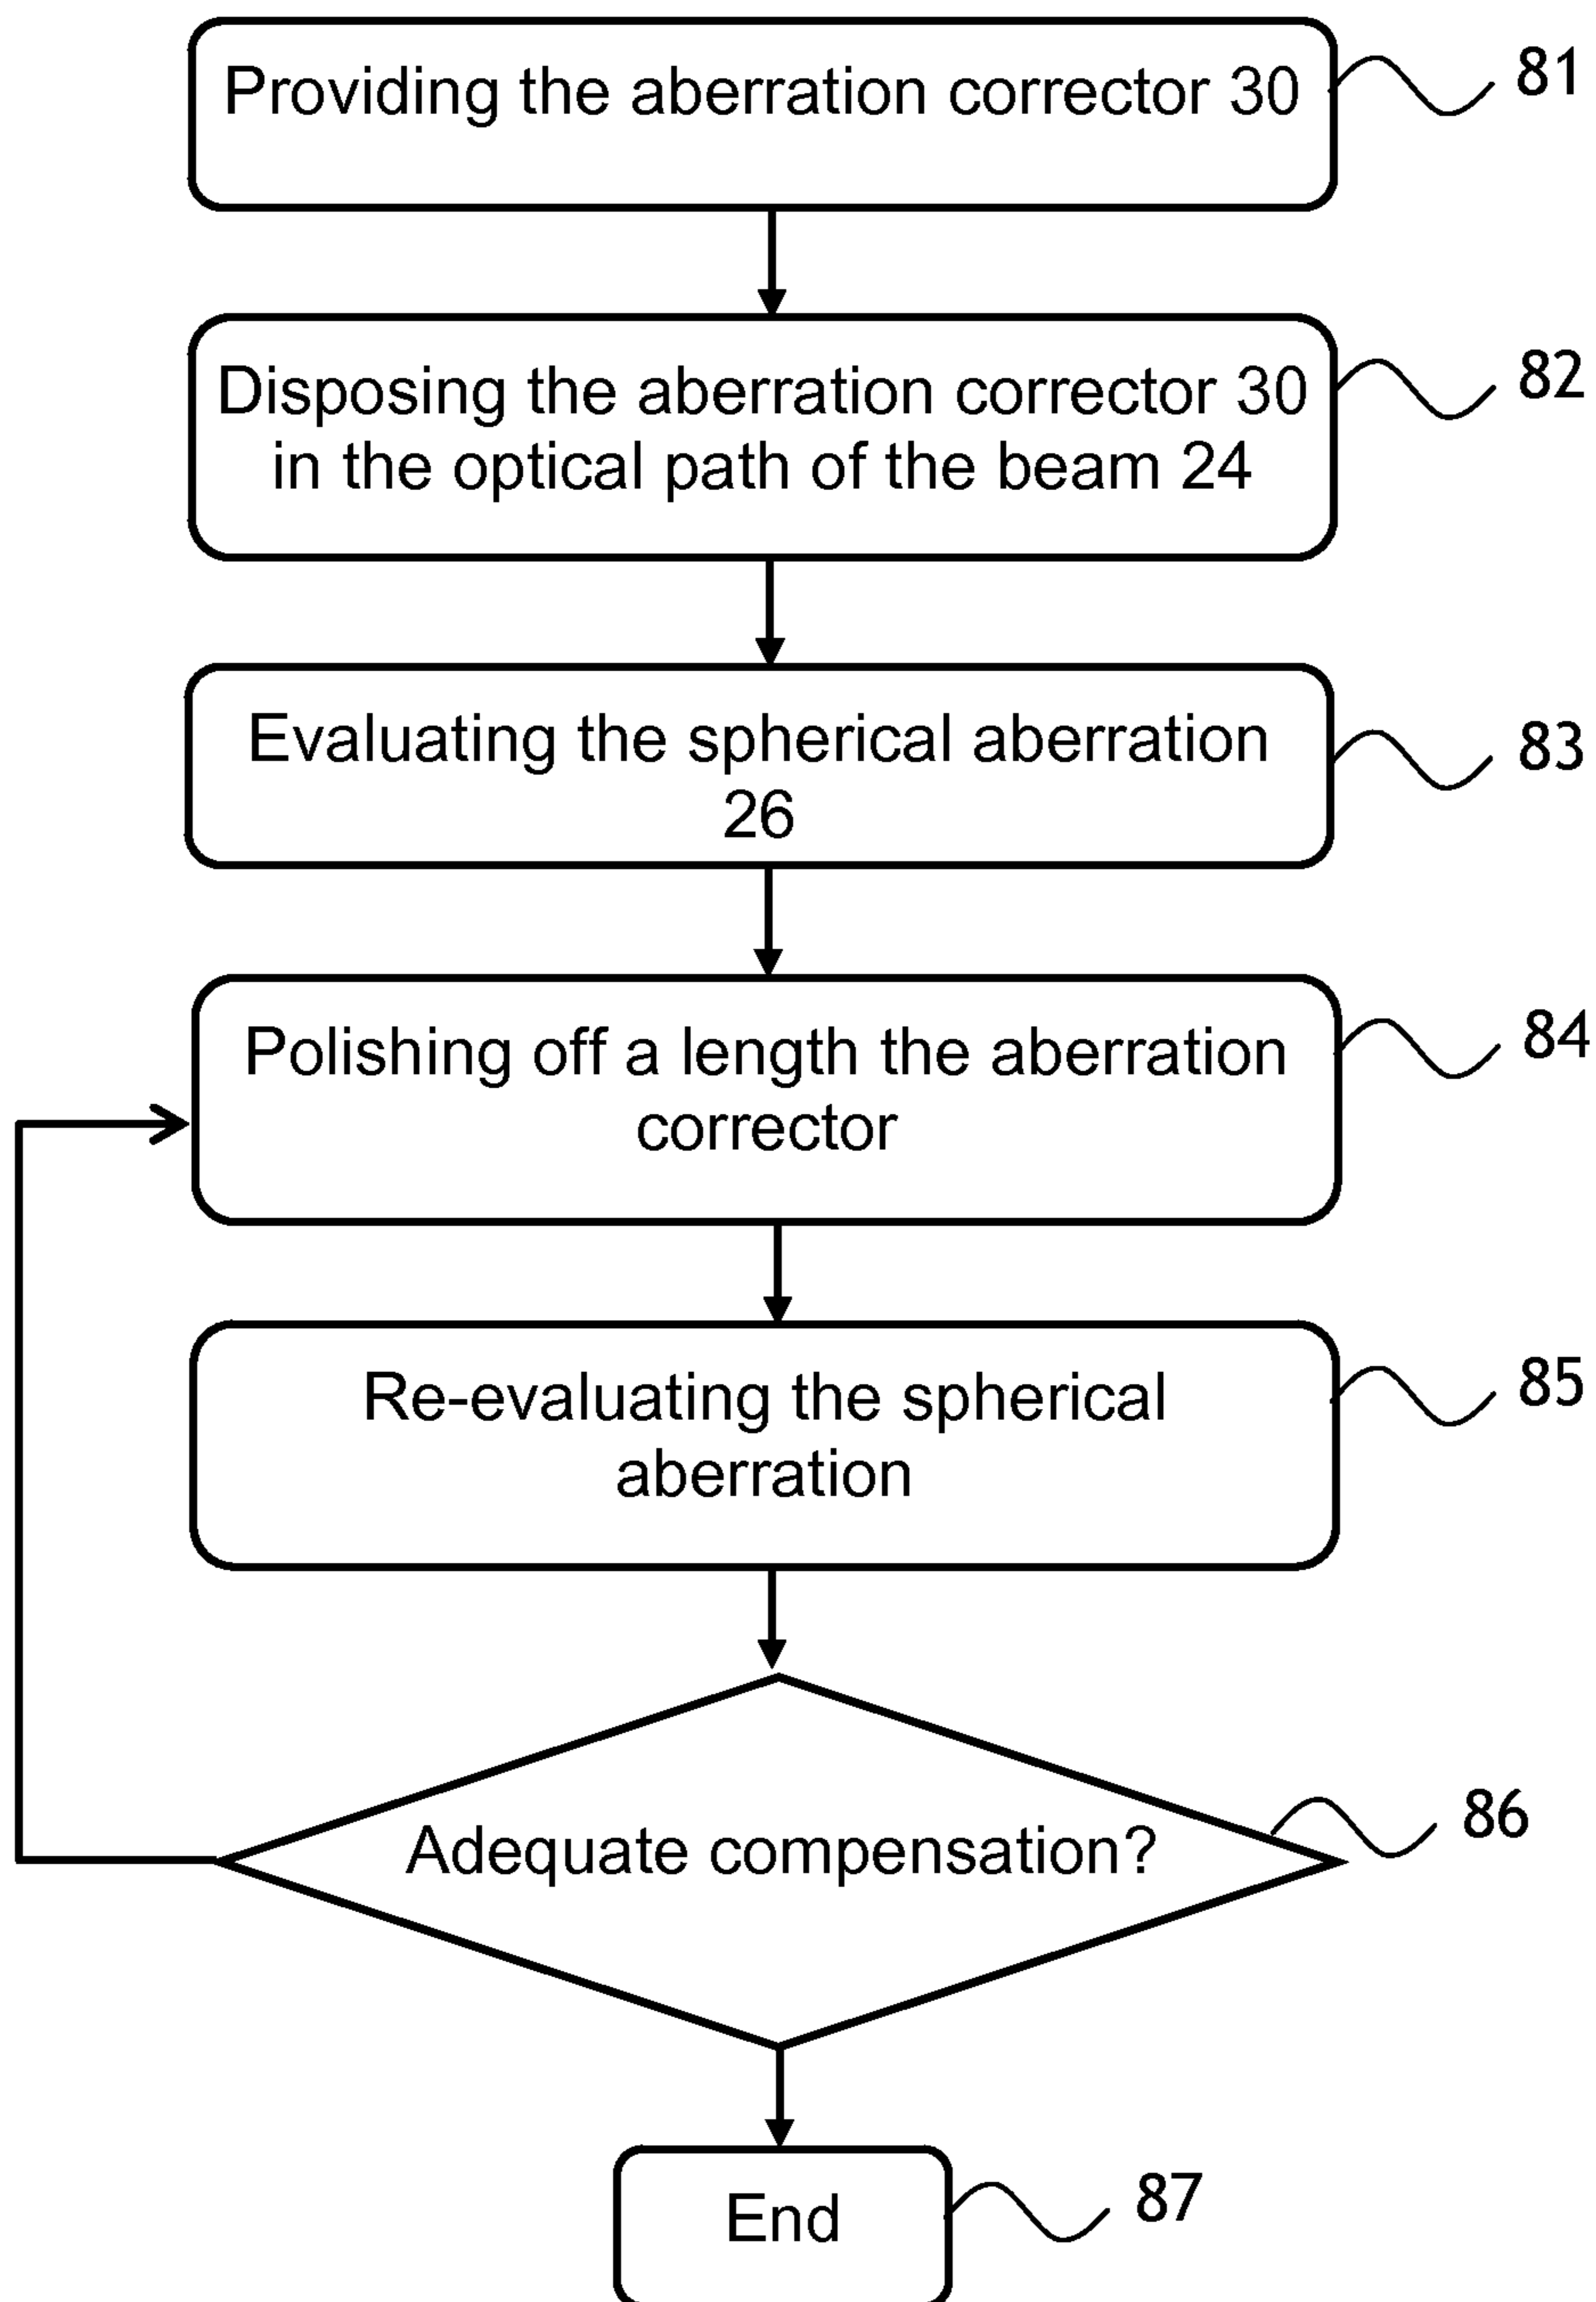 Providing the aberration corrector 30
81
Disposing the aberration corrector 30
in the optical path of the beam 24
82
Evaluating the spherical aberration
26
83
Polishing off a length the aberration
corrector
84
Re-evaluating the spherical
aberration
85
Adequate compensation?
86
End
87